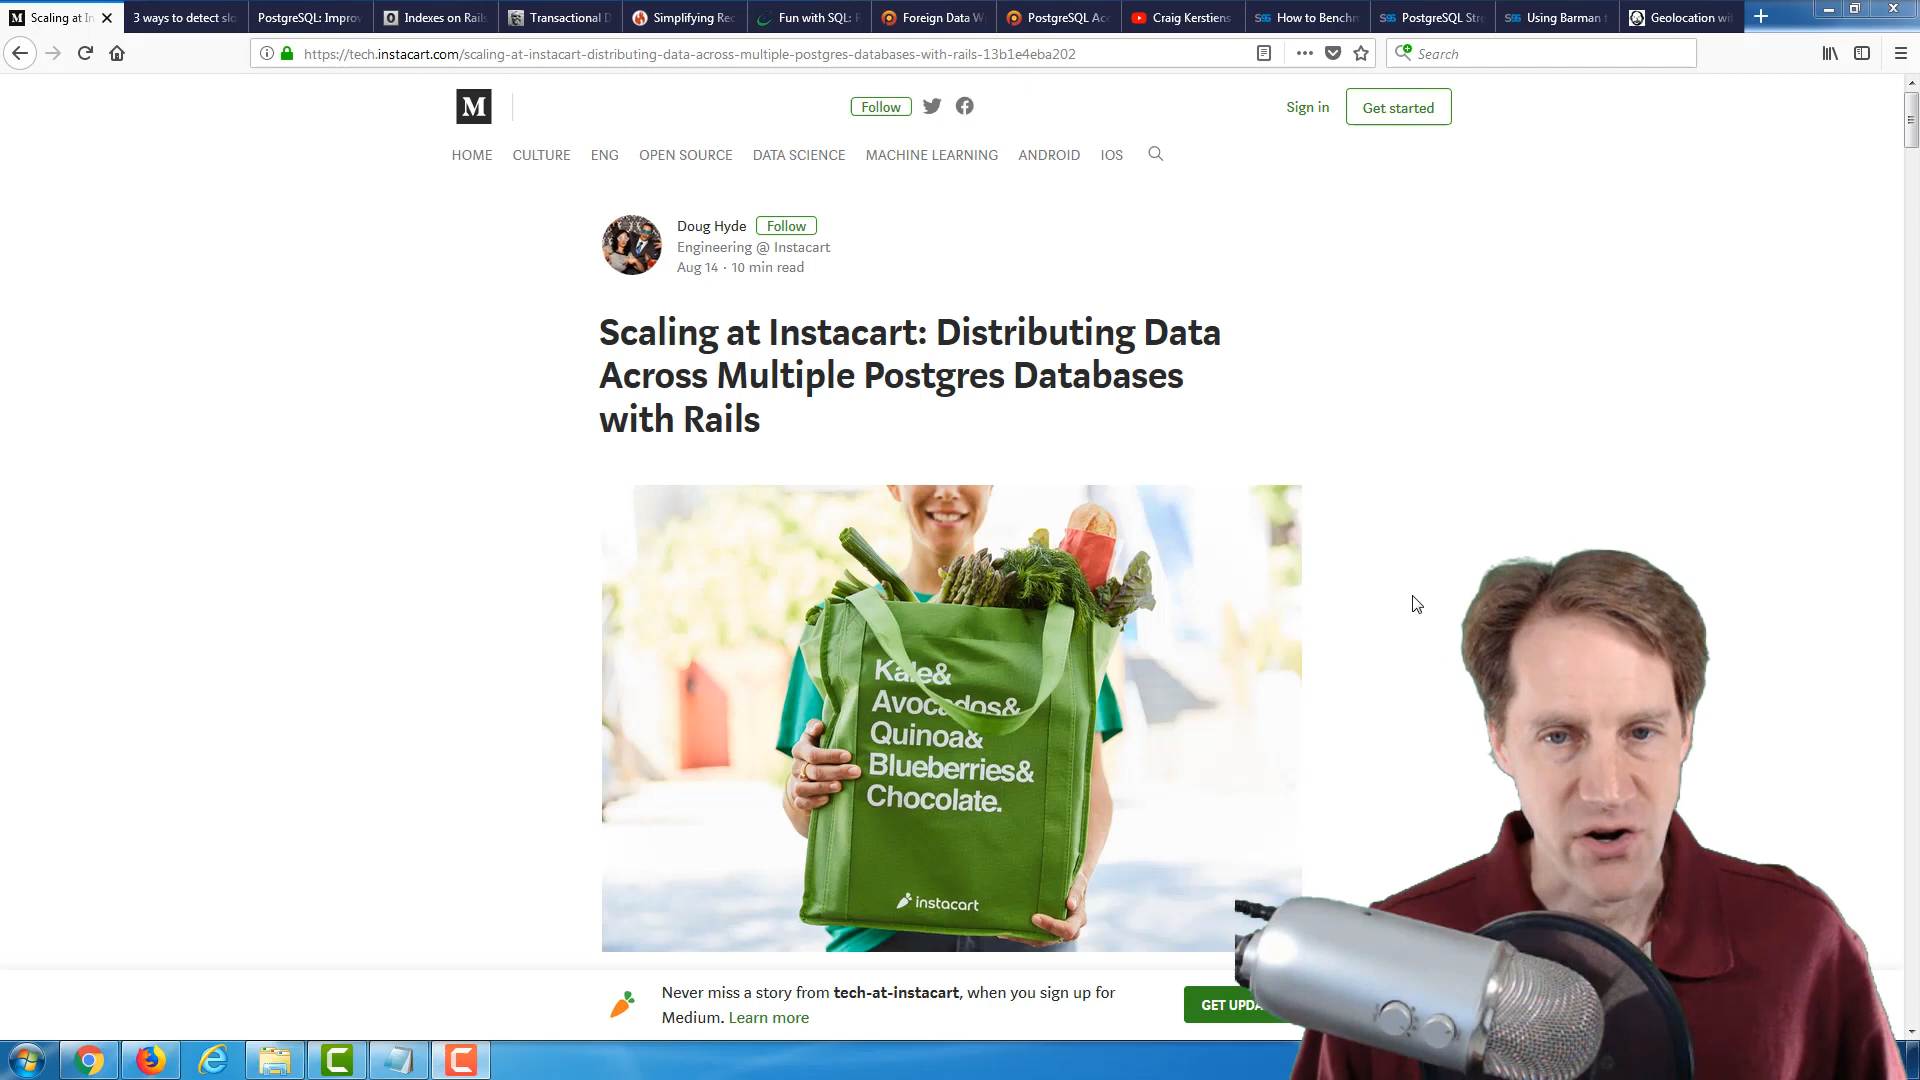 Scaling at In
3 ways to detect slo
PostgreSQL: Improv
Indexes on Rails
Transactional D
Simplifying Rec
Fun with SQL: P
Foreign Data W
PostgreSQL Acc
Craig Kerstiens
How to Benchm
PostgreSQL Stre
Using Barman t
Geolocation wi
https://tech.instacart.com/scaling-at-instacart-distributing-data-across-multiple-postgres-databases-with-rails-13b1e4eba202
Search
M
Follow
Sign in
Get started
HOME CULTURE ENG OPEN SOURCE DATA SCIENCE MACHINE LEARNING ANDROID IOS
Doug Hyde Follow
Engineering @ Instacart
Aug 14 · 10 min read
Scaling at Instacart: Distributing Data
Across Multiple Postgres Databases
with Rails
Kale&
Avocados&
Quinoa&
Blueberries&
Chocolate.
instacart
Never miss a story from tech-at-instacart, when you sign up for
Medium. Learn more
GET UPDA